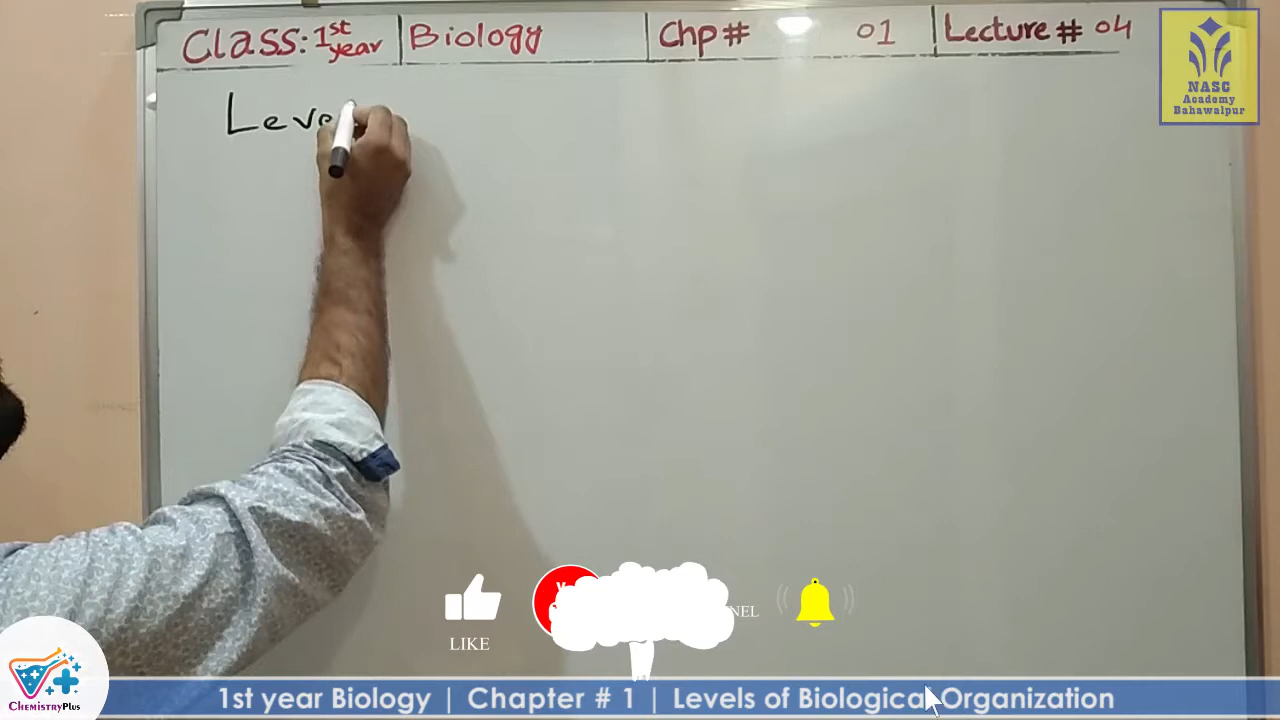 Class: 1st year | Biology | Chp# 01 | Lecture # 04
NASC
Academy
Bahawalpur
Leve
LIKE
NEL
ChemistryPlus
1st year Biology | Chapter # 1 | Levels of Biological Organization